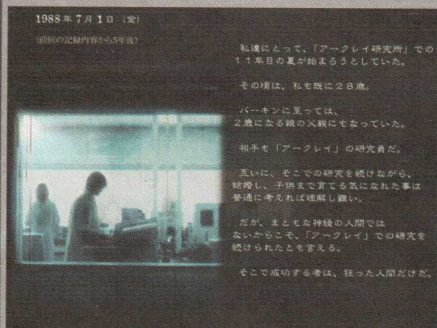 1988年7月1日（金）
（前回の記録内容から5年後）
私達にとって、「アークレイ研究所」での
11年目の夏が始まろうとしていた。
その頃は、私も既に28歳。
バーキンに至っては、
2歳になる娘の父親にもなっていた。
相手も「アークレイ」の研究員だ。
互いに、そこでの研究を続けながら、
結婚し、子供まで育てる気になれた事は
普通に考えれば理解し難い。
だが、まともな神経の人間では
ないからこそ、「アークレイ」での研究を
続けられたとも言える。
そこで成功する者は、狂った人間だけだ。